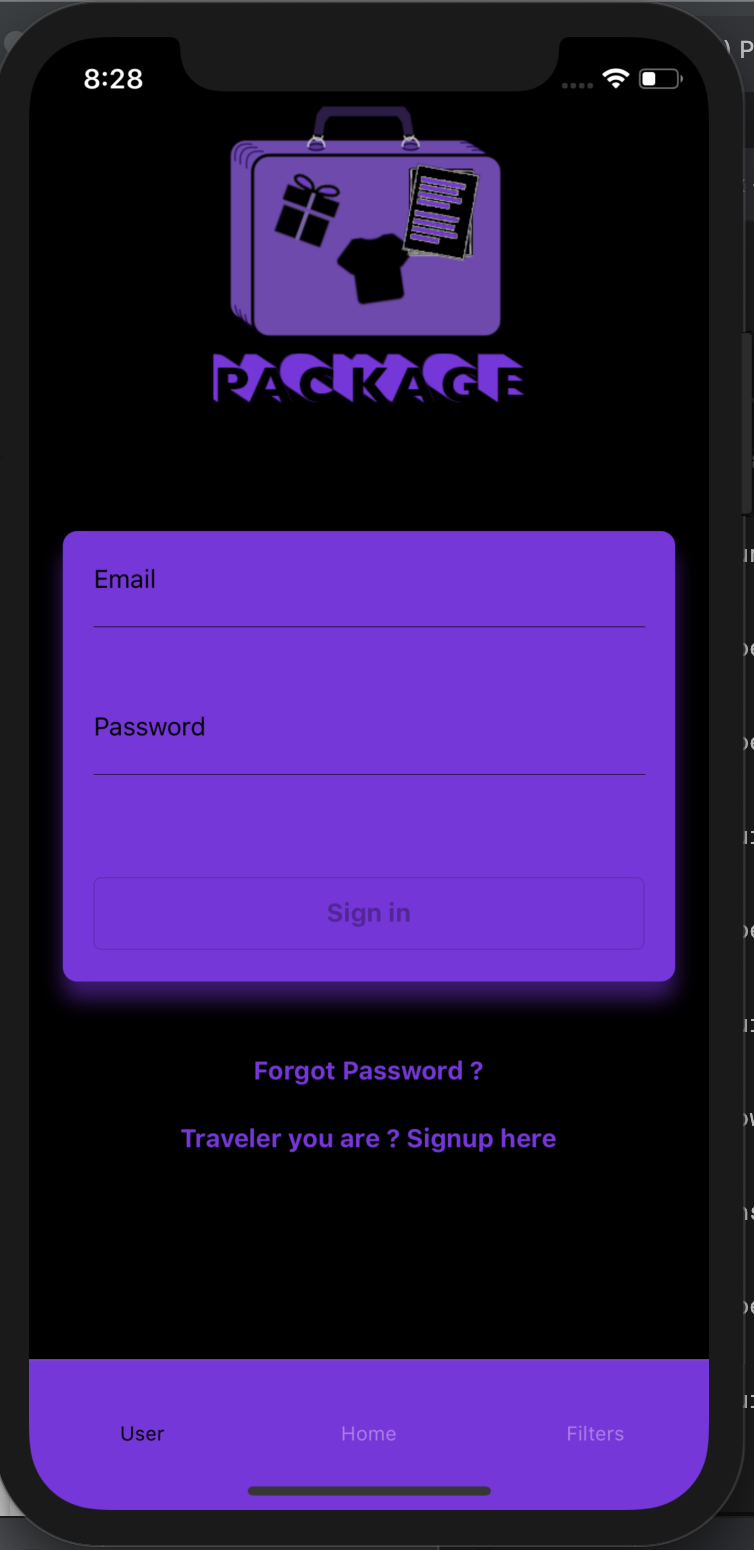 8:28
PACKAGE
Email
Password
Sign in
Forgot Password ?
Traveler you are ? Signup here
User
Home
Filters